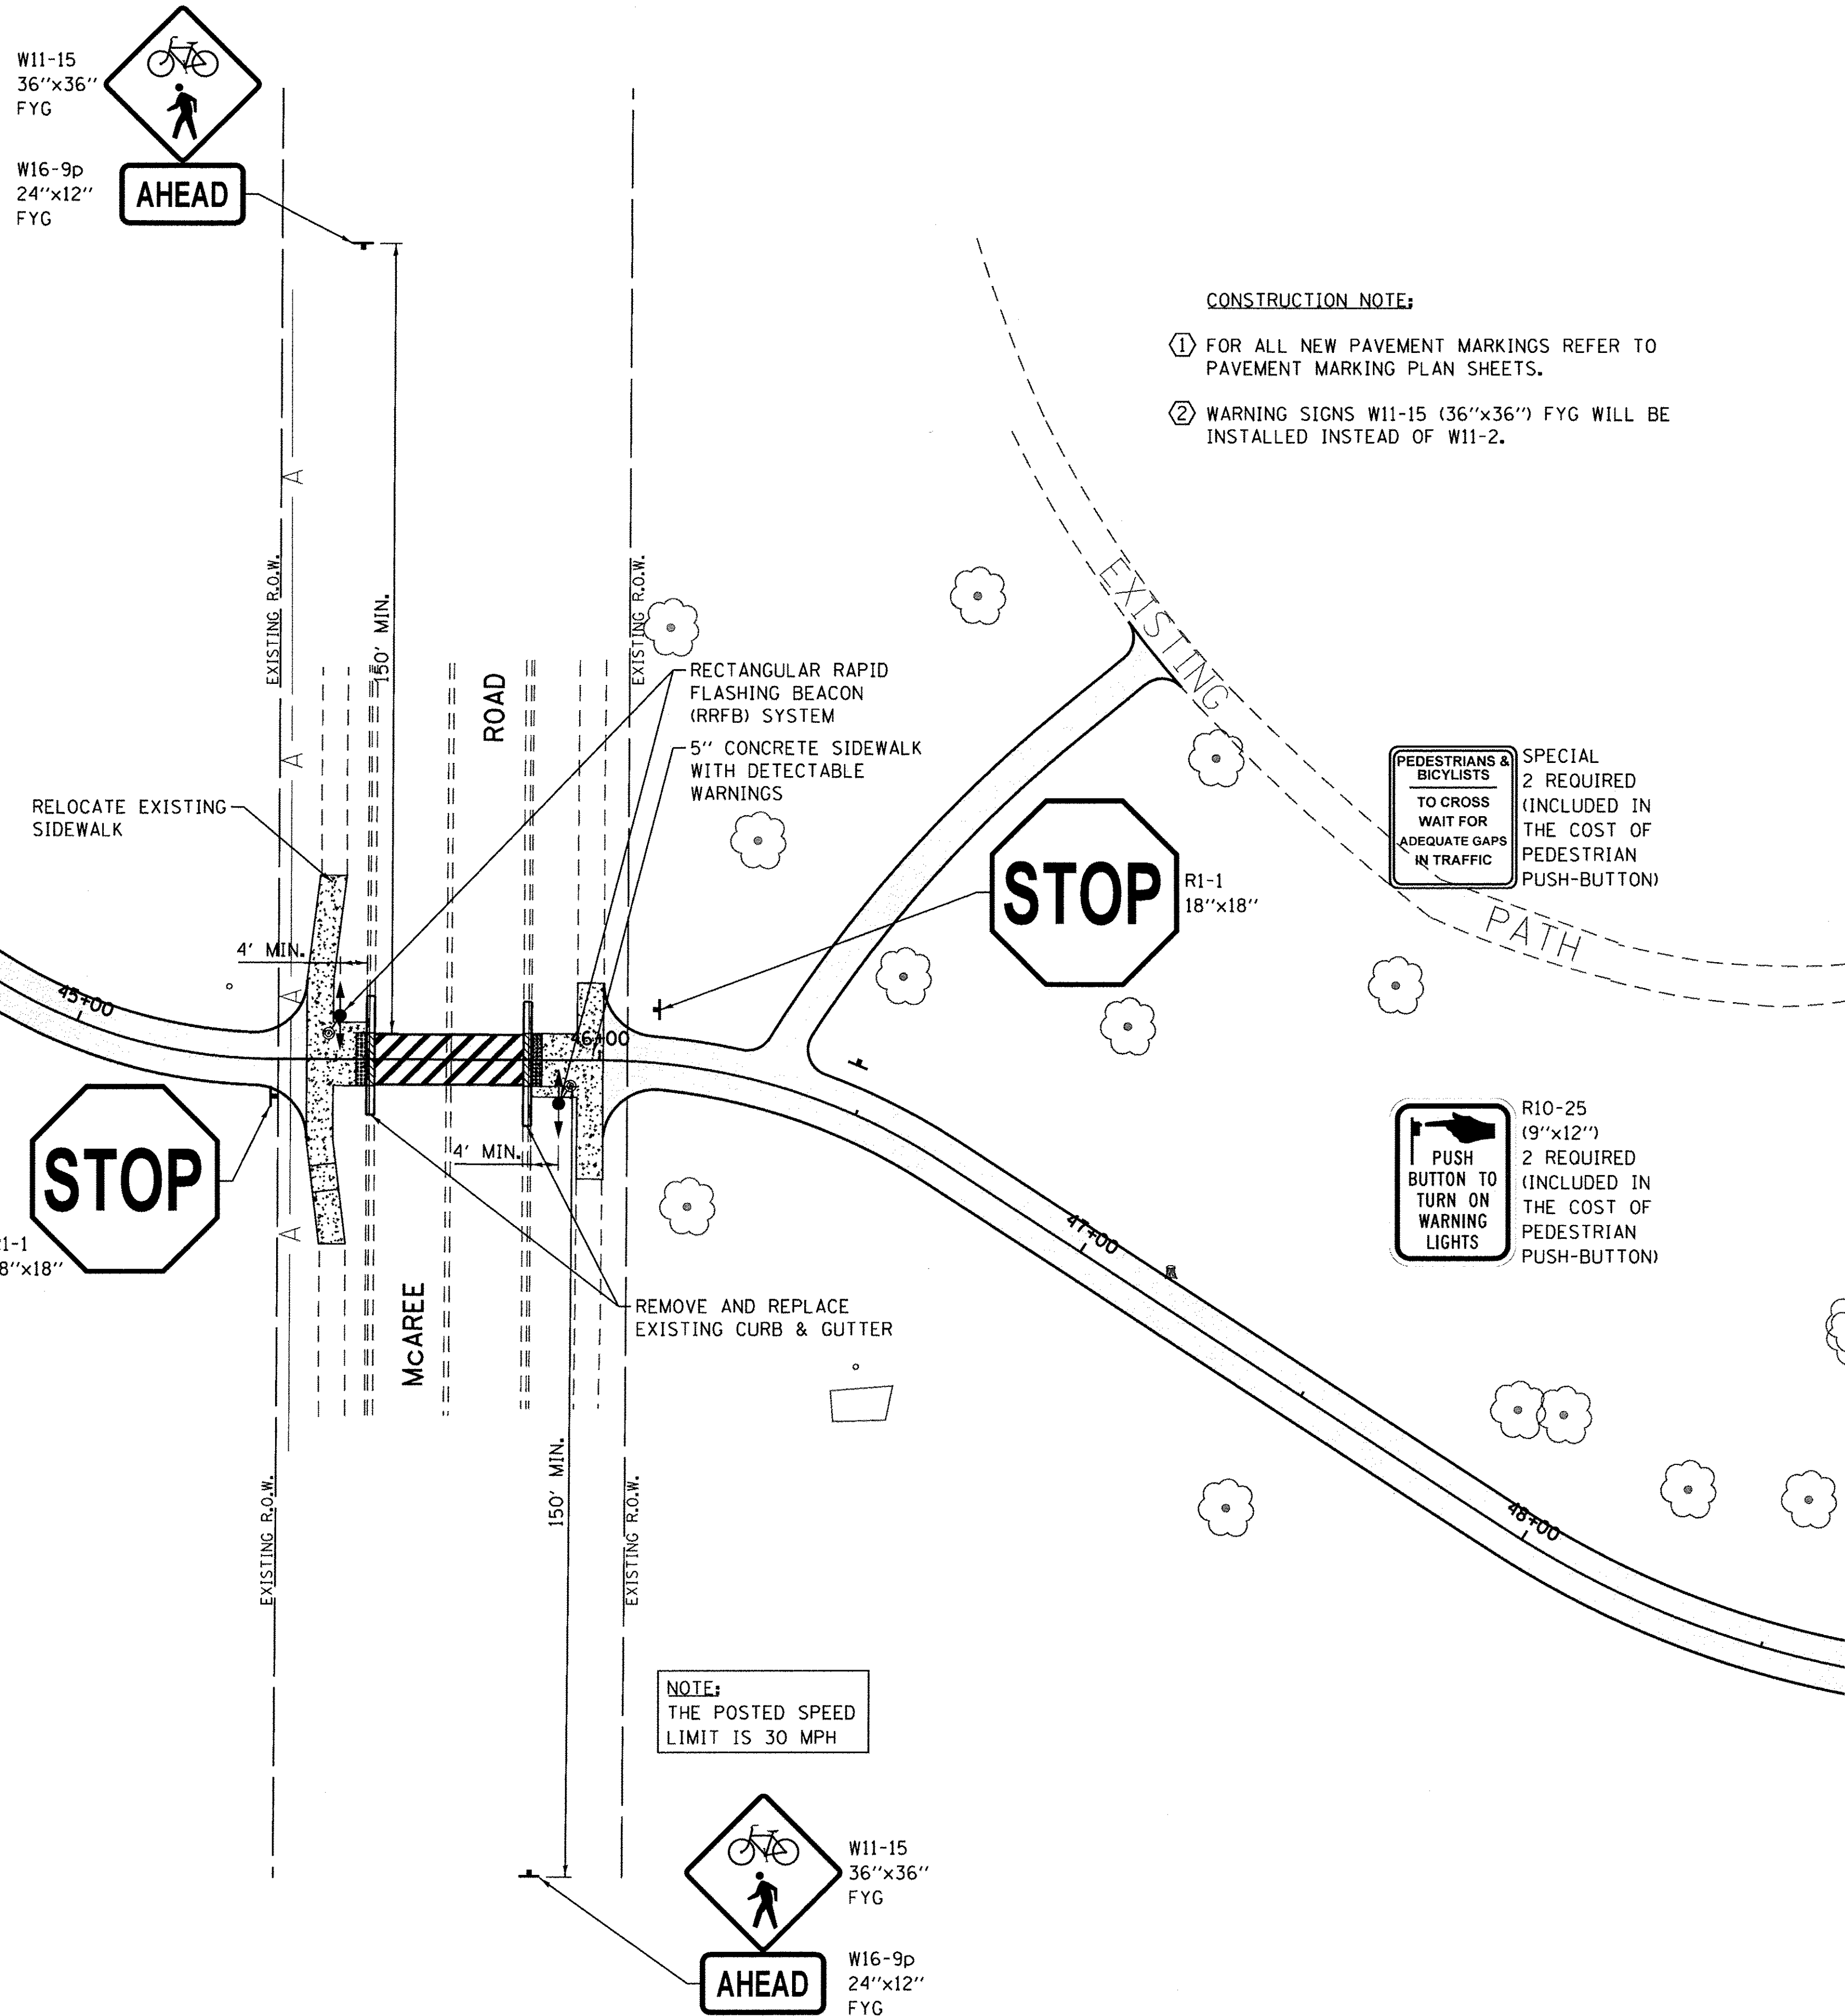 W11-15
36''x36''
FYG
W16-9p
24''x12''
FYG
AHEAD
CONSTRUCTION NOTE:
1 FOR ALL NEW PAVEMENT MARKINGS REFER TO
PAVEMENT MARKING PLAN SHEETS.
2 WARNING SIGNS W11-15 (36''x36'') FYG WILL BE
INSTALLED INSTEAD OF W11-2.
A
A
A
A
EXISTING R.O.W.
EXISTING R.O.W.
150' MIN.
ROAD
EXISTING
PATH
RECTANGULAR RAPID
FLASHING BEACON
(RRFB) SYSTEM
5'' CONCRETE SIDEWALK
WITH DETECTABLE
WARNINGS
RELOCATE EXISTING
SIDEWALK
PEDESTRIANS &
BICYLISTS
TO CROSS
WAIT FOR
ADEQUATE GAPS
IN TRAFFIC
SPECIAL
2 REQUIRED
(INCLUDED IN
THE COST OF
PEDESTRIAN
PUSH-BUTTON)
STOP
R1-1
18''x18''
4' MIN.
45+00
46+00
4' MIN.
STOP
1-1
8''x18''
PUSH
BUTTON TO
TURN ON
WARNING
LIGHTS
R10-25
(9''x12'')
2 REQUIRED
(INCLUDED IN
THE COST OF
PEDESTRIAN
PUSH-BUTTON)
47+00
McAREE
REMOVE AND REPLACE
EXISTING CURB & GUTTER
48+00
150' MIN.
EXISTING R.O.W.
EXISTING R.O.W.
NOTE:
THE POSTED SPEED
LIMIT IS 30 MPH
W11-15
36''x36''
FYG
AHEAD
W16-9p
24''x12''
FYG